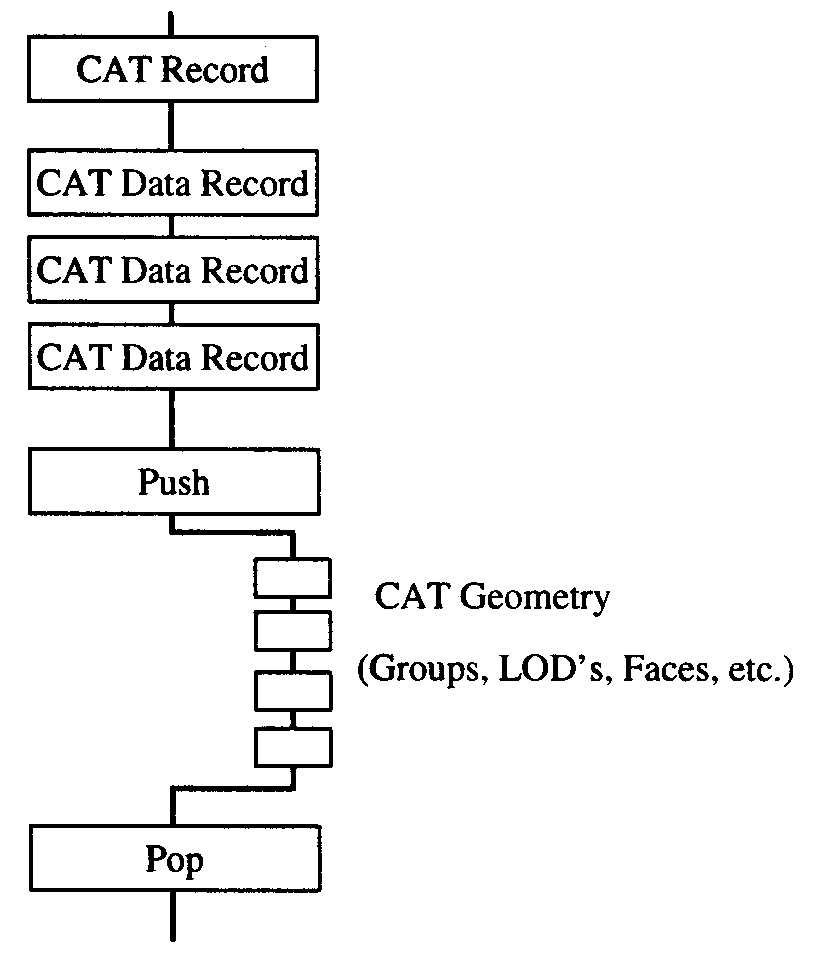 CAT Record
CAT Data Record
CAT Data Record
CAT Data Record
Push
CAT Geometry
(Groups, LOD's, Faces, etc.)
Pop